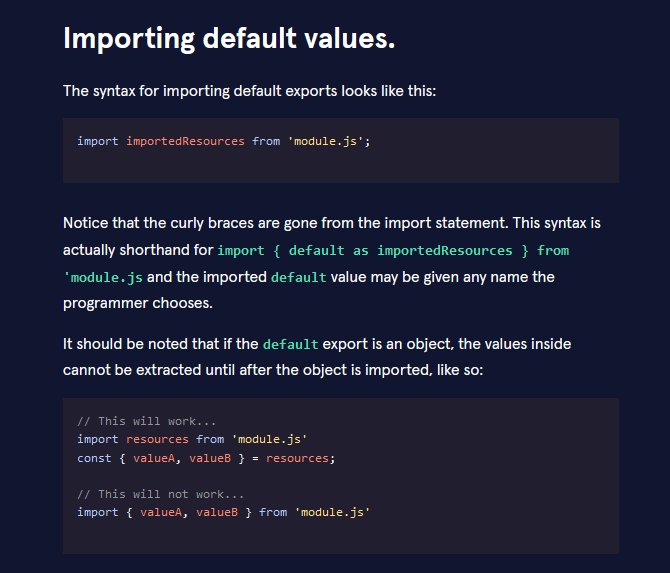 Importing default values.
The syntax for importing default exports looks like this:
import importedResources from 'module.js';
Notice that the curly braces are gone from the import statement. This syntax is
actually shorthand for import { default as importedResources } from
'module.js and the imported default value may be given any name the
programmer chooses.
It should be noted that if the default export is an object, the values inside
cannot be extracted until after the object is imported, like so:
// This will work...
import resources from 'module.js'
const { valueA, valueB } = resources;
// This will not work...
import { valueA, valueB } from 'module.js'